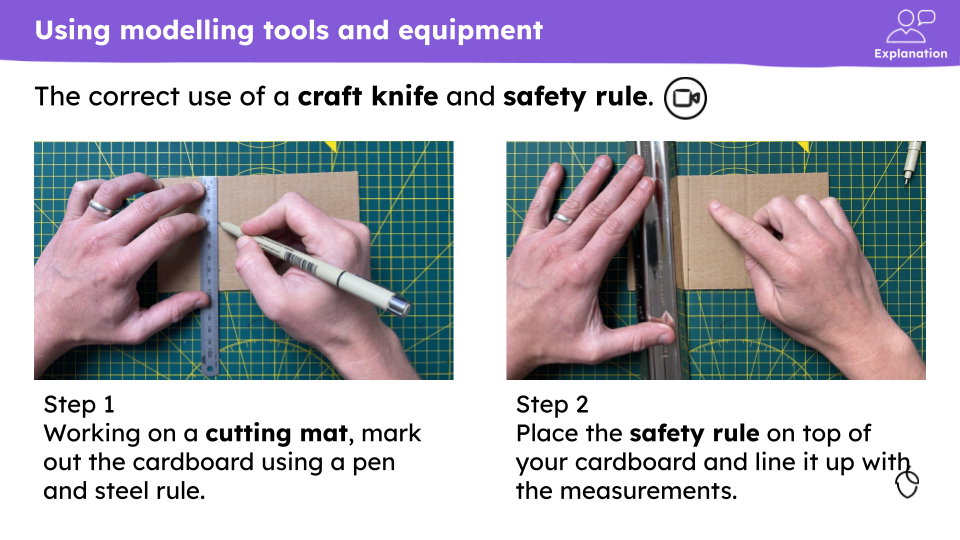 Using modelling tools and equipment
Explanation
The correct use of a craft knife and safety rule.
Step 1
Working on a cutting mat, mark
out the cardboard using a pen
and steel rule.
Step 2
Place the safety rule on top of
your cardboard and line it up with
the measurements.